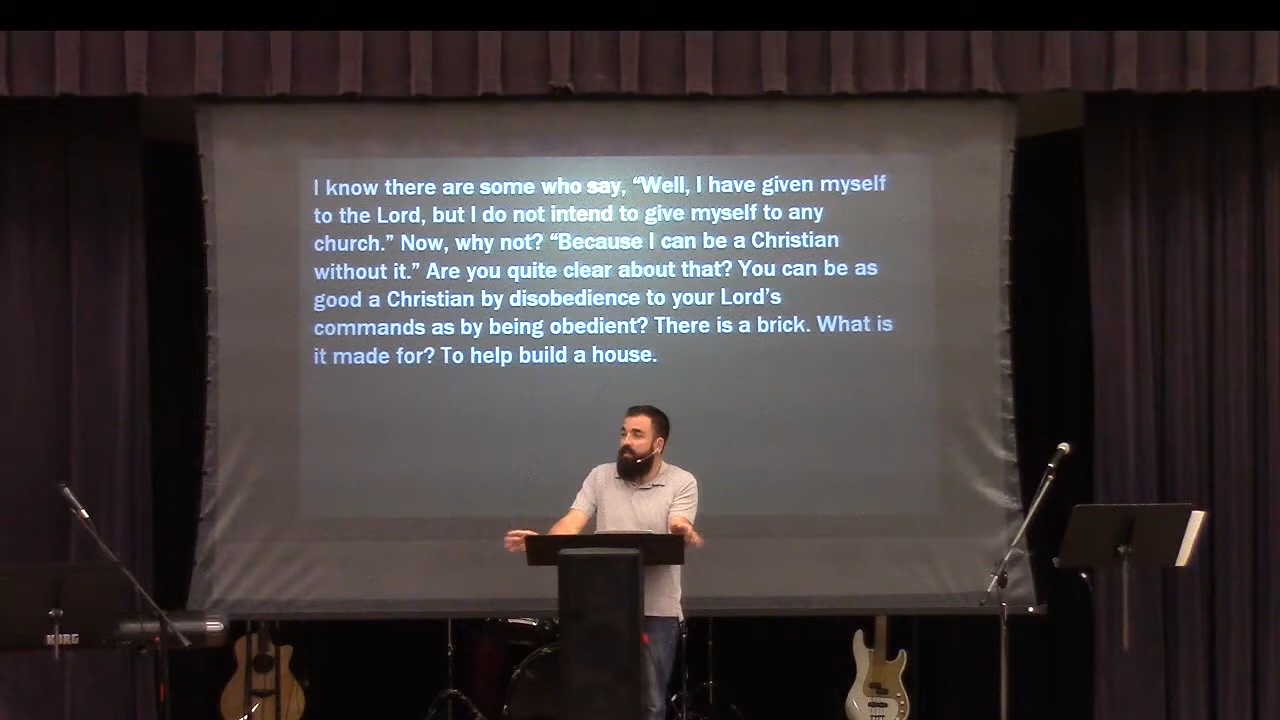 I know there are some who say, “Well, I have given myself
to the Lord, but I do not intend to give myself to any
church.” Now, why not? “Because I can be a Christian
without it.” Are you quite clear about that? You can be as
good a Christian by disobedience to your Lord’s
commands as by being obedient? There is a brick. What is
it made for? To help build a house.
KORG